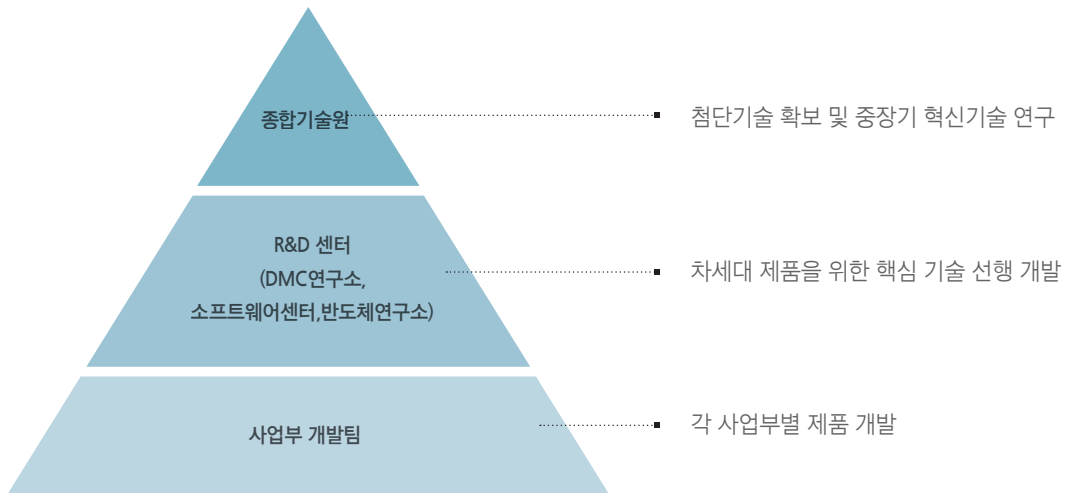 종합기술원
첨단기술 확보 및 중장기 혁신기술 연구
R&D 센터
(DMC연구소,
소프트웨어센터,반도체연구소)
차세대 제품을 위한 핵심 기술 선행 개발
사업부 개발팀
각 사업부별 제품 개발